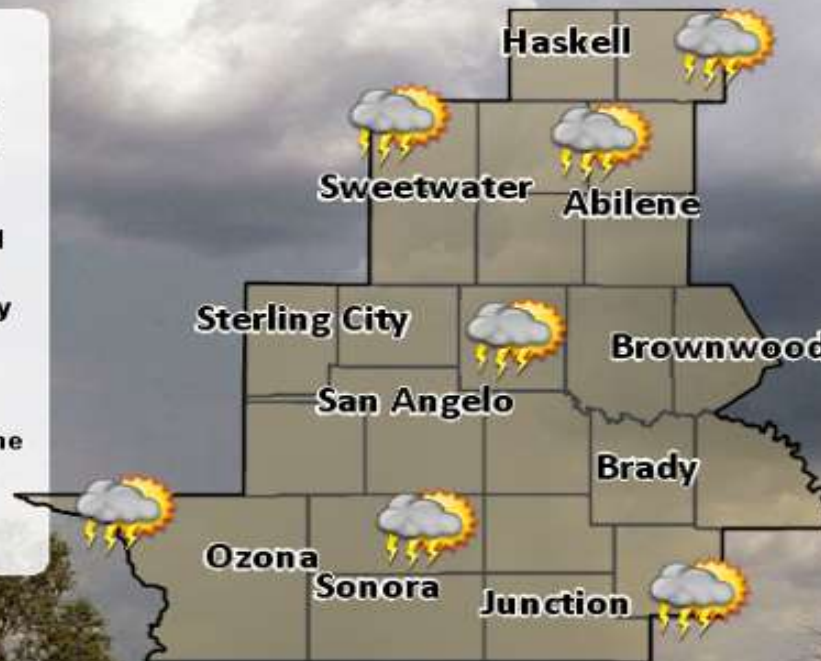 Haskell
Sweetwater
Abilene
Sterling City
Brownwood
San Angelo
Brady
Ozona
Sonora
Junction